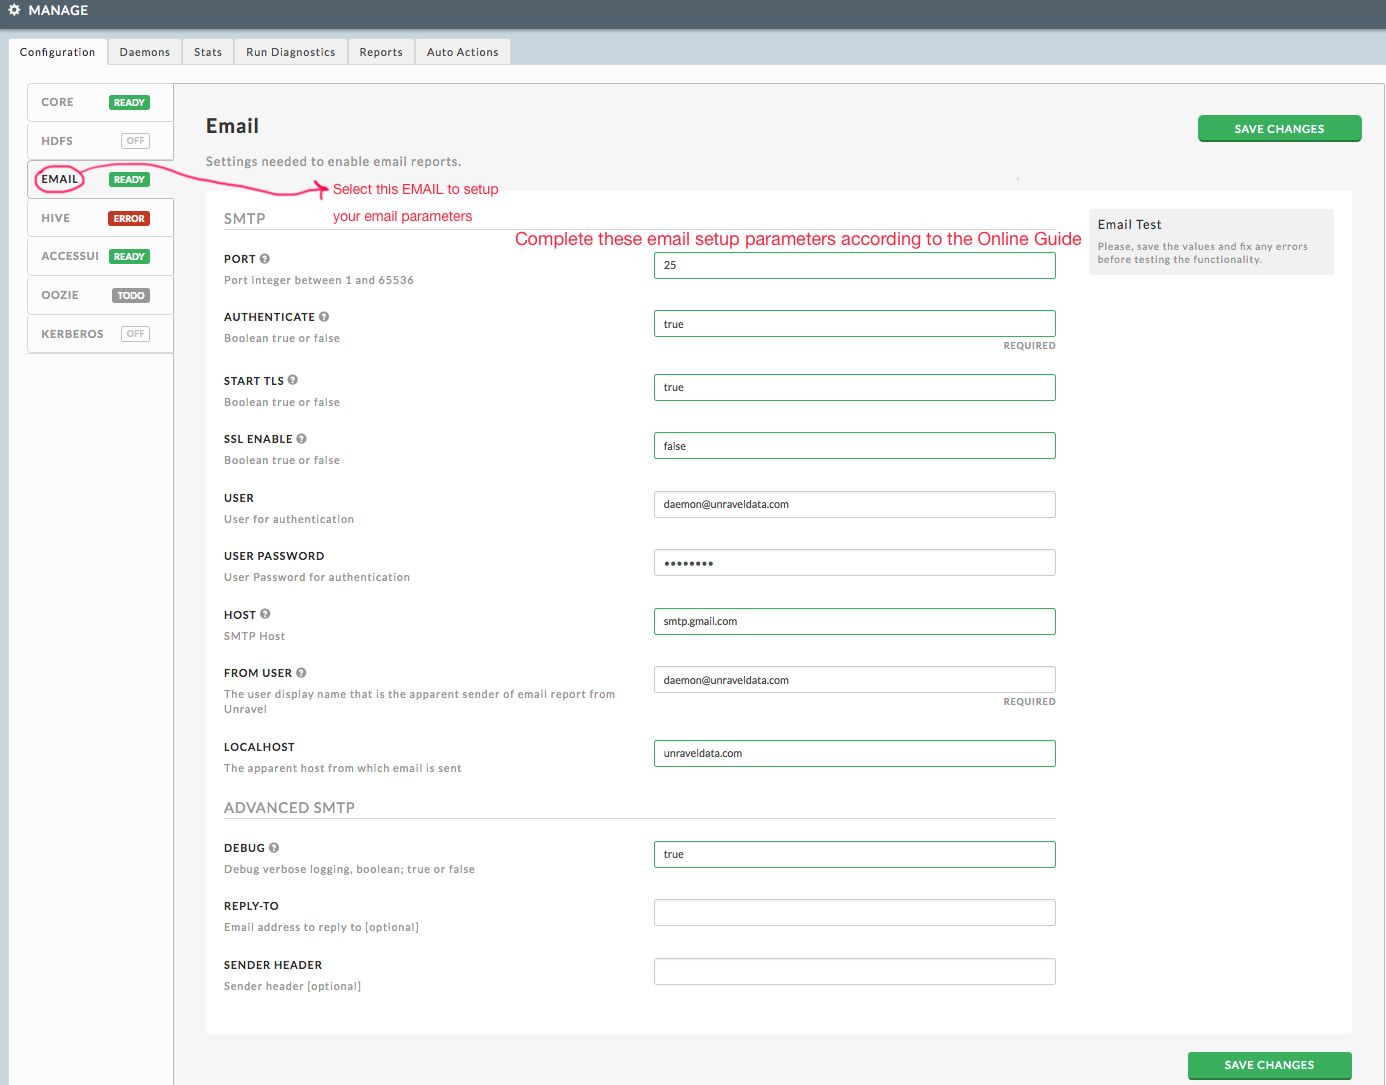 MANAGE
Configuration Daemons Stats Run Diagnostics Reports Auto Actions
CORE READY
HDFS OFF
EMAIL READY
HIVE ERROR
ACCESSUI READY
OOZIE TODO
KERBEROS OFF
Email
SAVE CHANGES
Settings needed to enable email reports.
Select this EMAIL to setup
your email parameters
SMTP
Complete these email setup parameters according to the Online Guide
Email Test
Please, save the values and fix any errors
before testing the functionality.
PORT ?
25
Port integer between 1 and 65536
AUTHENTICATE ?
true
Boolean true or false
REQUIRED
START TLS ?
true
Boolean true or false
SSL ENABLE ?
false
Boolean true or false
USER
daemon@unraveldata.com
User for authentication
USER PASSWORD
••••••••
User Password for authentication
HOST ?
smtp.gmail.com
SMTP Host
FROM USER ?
daemon@unraveldata.com
The user display name that is the apparent sender of email report from
Unravel
REQUIRED
LOCALHOST
unraveldata.com
The apparent host from which email is sent
ADVANCED SMTP
DEBUG ?
true
Debug verbose logging, boolean; true or false
REPLY-TO
Email address to reply to [optional]
SENDER HEADER
Sender header [optional]
SAVE CHANGES